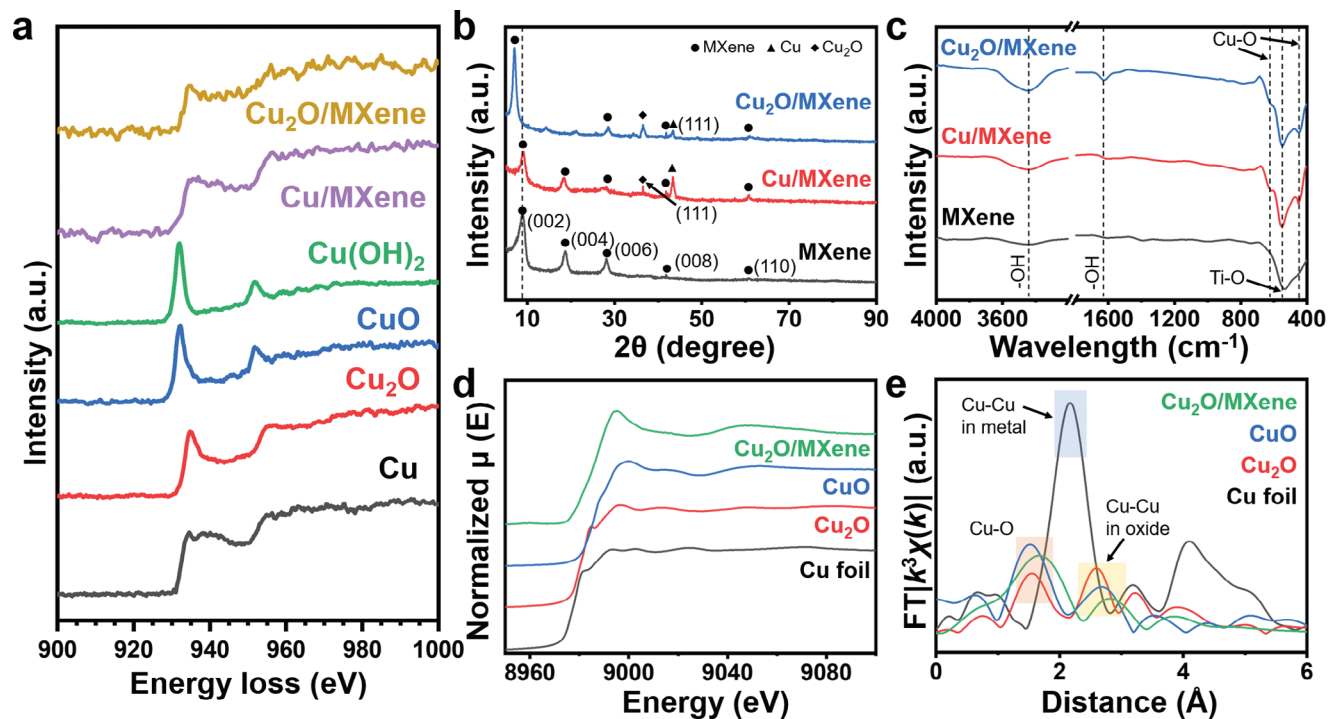 a
Intensity (a.u.)
Cu₂O/MXene
Cu/MXene
Cu(OH)₂
CuO
Cu₂O
Cu
900 920 940 960 980 1000
Energy loss (eV)
b
Intensity (a.u.)
● MXene ▲ Cu ◆ Cu₂O
Cu₂O/MXene
(111)
Cu/MXene
(111)
MXene
(002)
(004)
(006)
(008)
(110)
10 30 50 70 90
2θ (degree)
c
Intensity (a.u.)
Cu₂O/MXene
Cu-O
Cu/MXene
MXene
-OH
-OH
Ti-O
4000 3600 1600 1200 800 400
Wavelength (cm⁻¹)
d
Normalized μ (E)
Cu₂O/MXene
CuO
Cu₂O
Cu foil
8960 9000 9040 9080
Energy (eV)
e
FT|k³χ(k)| (a.u.)
Cu-Cu
in metal
Cu₂O/MXene
CuO
Cu₂O
Cu foil
Cu-O
Cu-Cu
in oxide
0 2 4 6
Distance (Å)